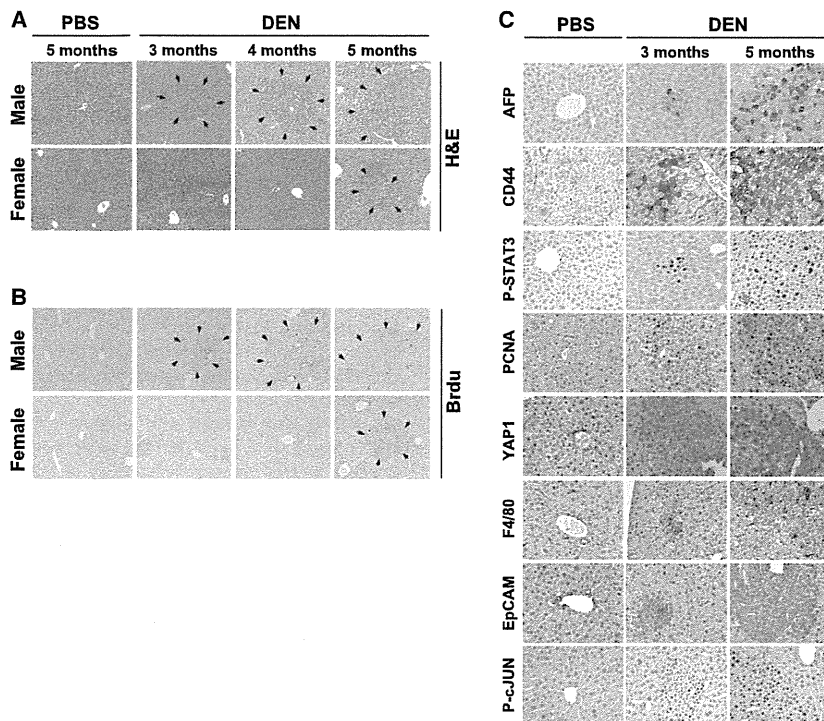 A
PBS
DEN
5 months
3 months
4 months
5 months
Male
Female
H&E
B
Male
Female
Brdu
C
PBS
DEN
3 months
5 months
AFP
CD44
P-STAT3
PCNA
YAP1
F4/80
EpCAM
P-cJUN